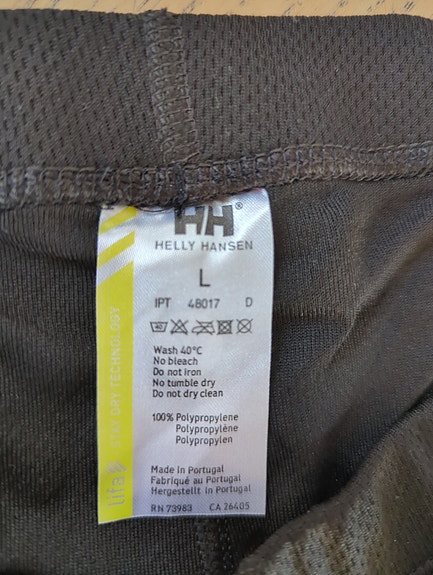 HH®
HELLY HANSEN
L
IPT 48017 D
40
Wash 40°C
No bleach
Do not iron
No tumble dry
Do not dry clean
100% Polypropylene
Polypropylène
Polypropylen
Made in Portugal
Fabriqué au Portugal
Hergestellt in Portugal
RN 73983 CA 26405
lifa STAY DRY TECHNOLOGY